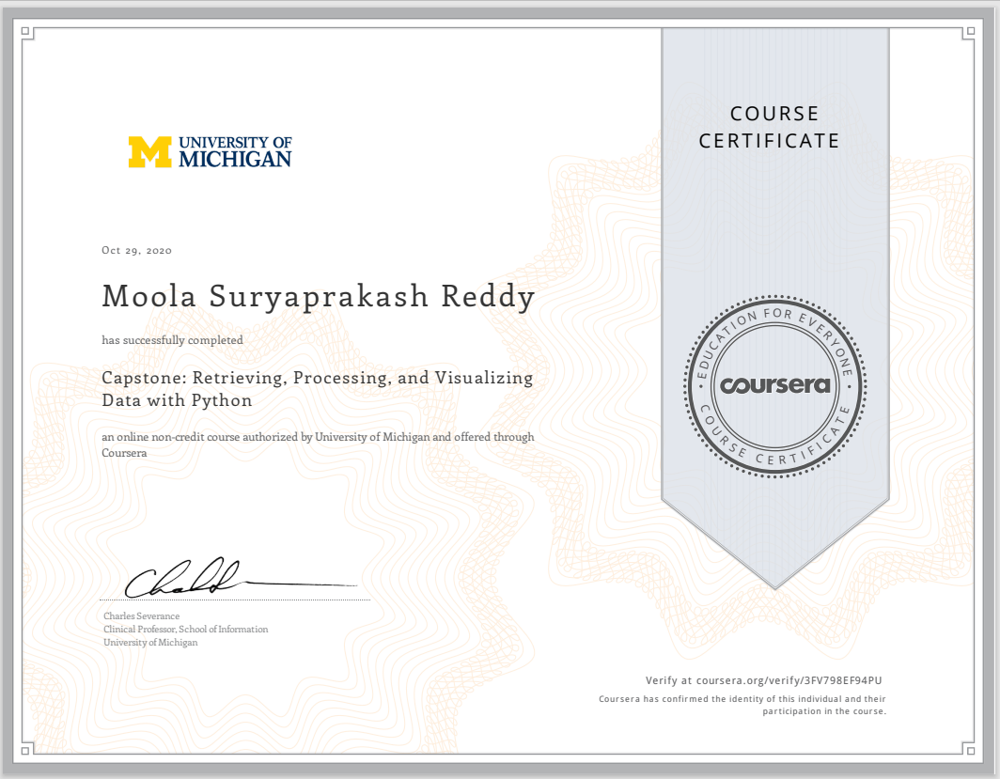 COURSE
CERTIFICATE
UNIVERSITY OF
MICHIGAN
Oct 29, 2020
Moola Suryaprakash Reddy
has successfully completed
Capstone: Retrieving, Processing, and Visualizing
Data with Python
an online non-credit course authorized by University of Michigan and offered through
Coursera
EDUCATION FOR EVERYONE
coursera
COURSE CERTIFICATE
Charles Severance
Clinical Professor, School of Information
University of Michigan
Verify at coursera.org/verify/3FV798EF94PU
Coursera has confirmed the identity of this individual and their
participation in the course.